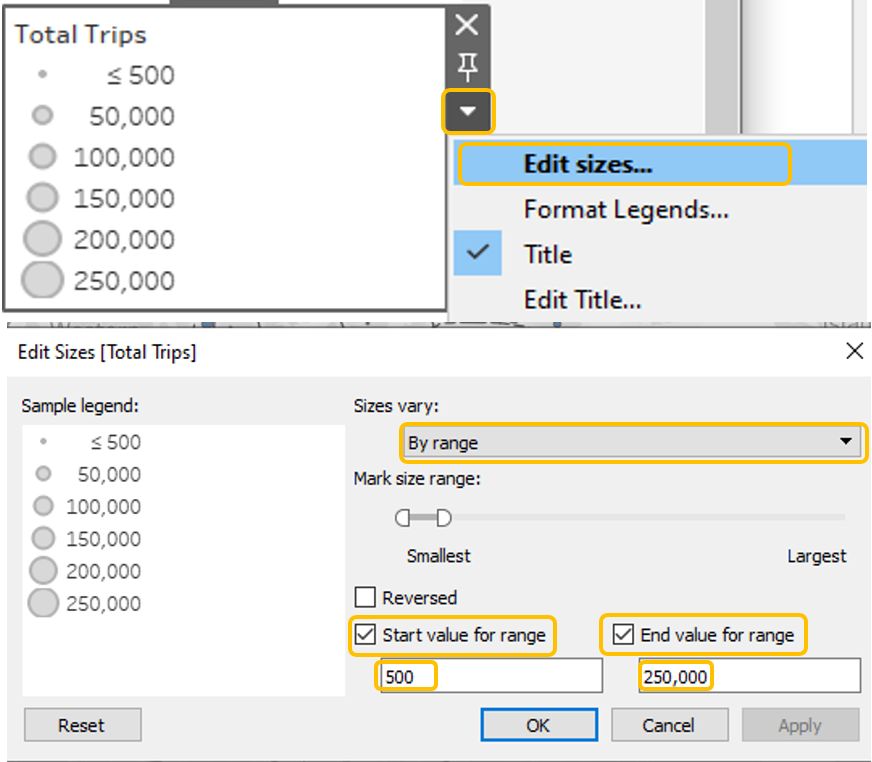 Total Trips
≤ 500
50,000
100,000
150,000
200,000
250,000
Edit sizes...
Format Legends...
Title
Edit Title...
Edit Sizes [Total Trips]
Sample legend:
≤ 500
50,000
100,000
150,000
200,000
250,000
Sizes vary:
By range
Mark size range:
Smallest Largest
Reversed
Start value for range End value for range
500 250,000
Reset OK Cancel Apply